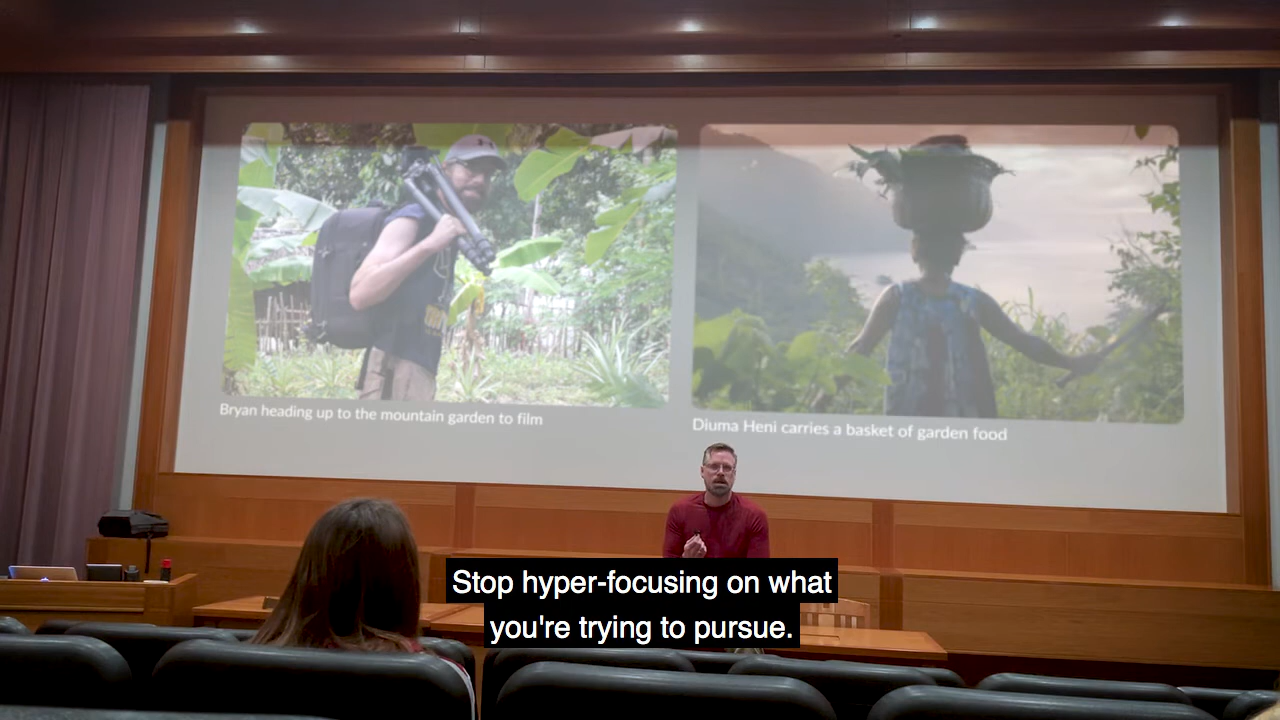 Bryan heading up to the mountain garden to film
Diuma Heni carries a basket of garden food
Stop hyper-focusing on what
you're trying to pursue.